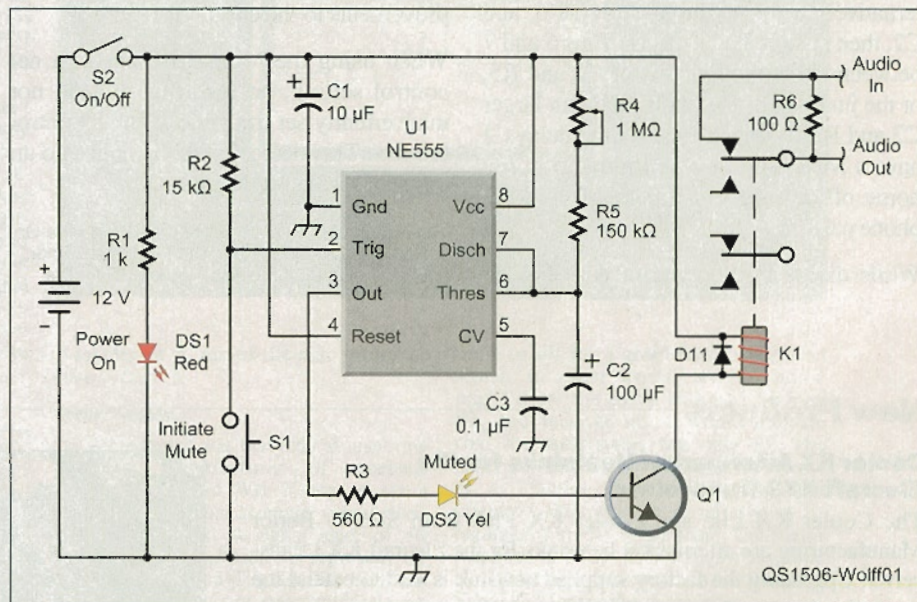 S2
On/Off
R2
15 kΩ
R1
1 k
+
12 V
−
Power
On
DS1
Red
Initiate
Mute
S1
+
C1
10 µF
U1
NE555
1
Gnd
2
Trig
3
Out
4
Reset
Vcc
8
Disch
7
Thres
6
CV
5
R4
1 MΩ
R5
150 kΩ
+
C2
100 µF
C3
0.1 µF
R3
560 Ω
Muted
DS2 Yel
Q1
D11
K1
R6
100 Ω
Audio
In
Audio
Out
QS1506-Wolff01